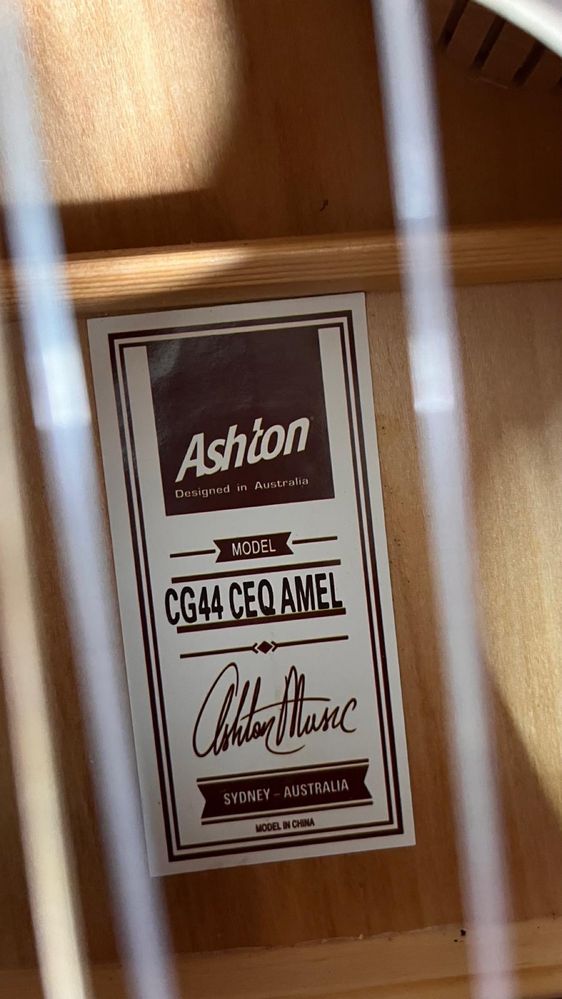 Ashton
Designed in Australia
MODEL
CG44 CEQ AMEL
Ashton Music
SYDNEY – AUSTRALIA
MODEL IN CHINA